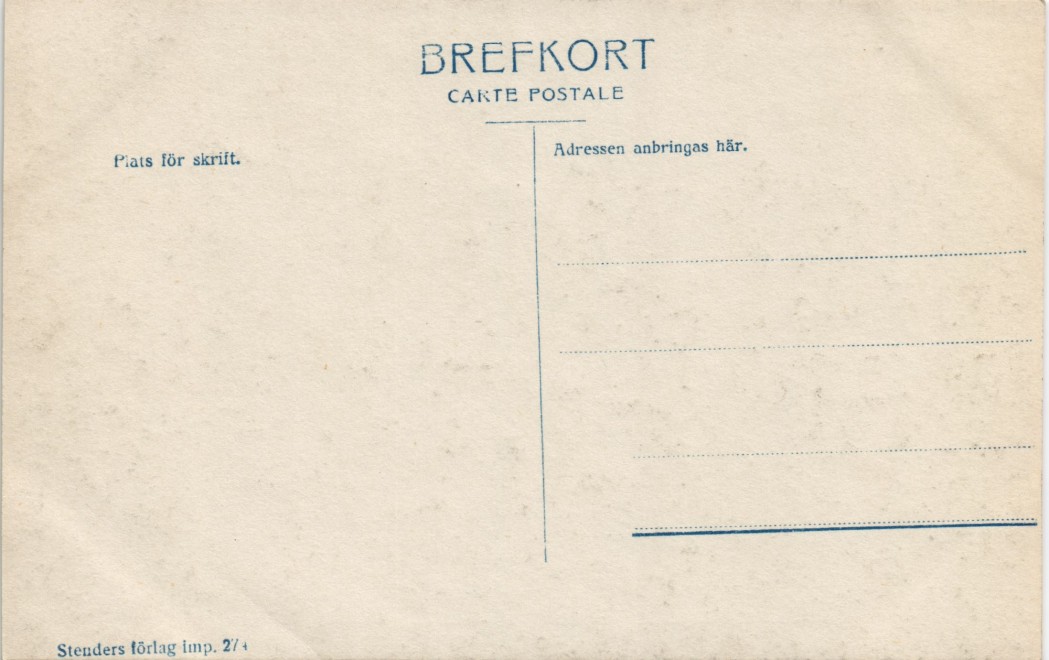 BREFKORT
CARTE POSTALE
Plats för skrift.
Adressen anbringas här.
Stenders förlag imp.